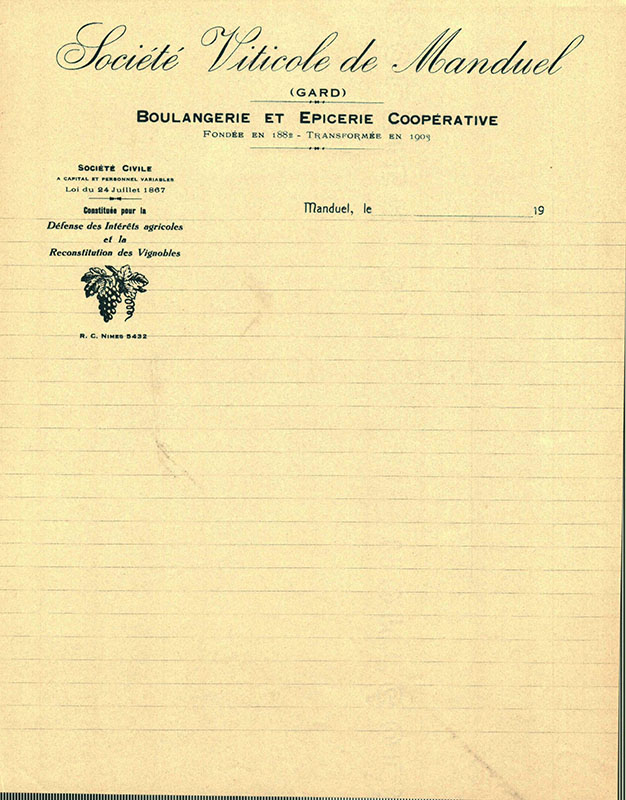 Société Viticole de Manduel
(GARD)
BOULANGERIE ET EPICERIE COOPÉRATIVE
FONDÉE EN 1882 - TRANSFORMÉE EN 1903
SOCIÉTÉ CIVILE
A CAPITAL ET PERSONNEL VARIABLES
Loi du 24 Juillet 1867
Constituée pour la
Défense des Intérêts agricoles
et la
Reconstitution des Vignobles
R. C. NIMES 5432
Manduel, le 19